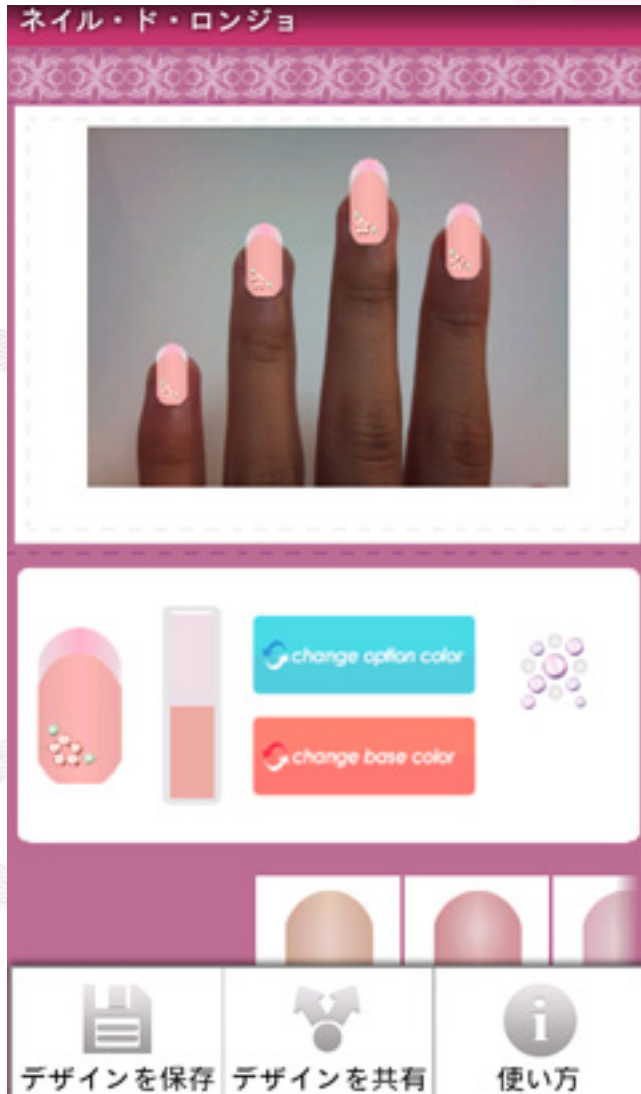 ネイル・ド・ロンジョ
change option color
change base color
デザインを保存 デザインを共有 使い方